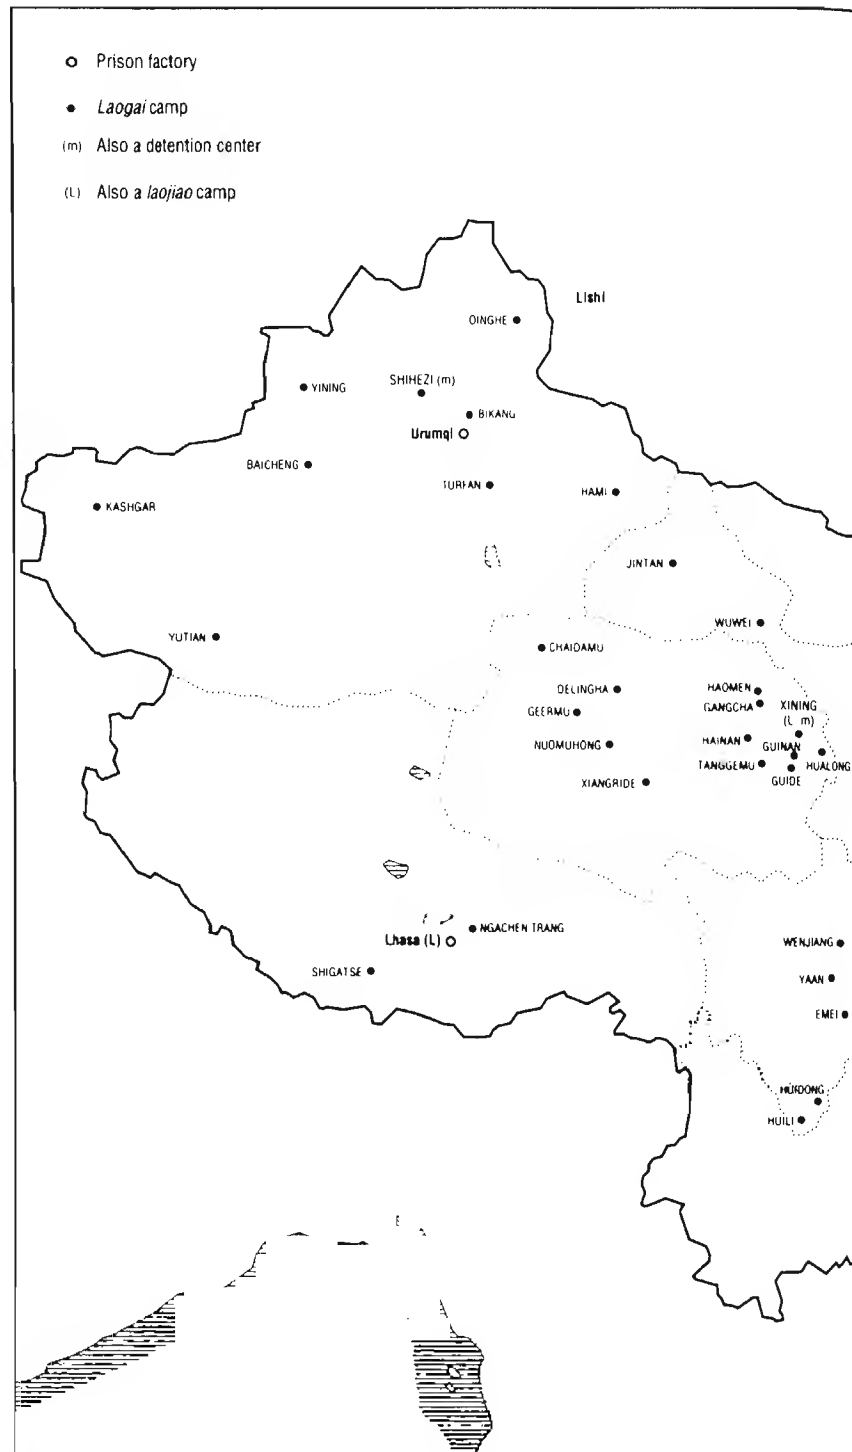 Prison factory
Laogai camp
(m) Also a detention center
(L) Also a laojiao camp
Lishi
QINGHE
YINING
SHIHEZI (m)
BIKANG
Urumqi
BAICHENG
TURFAN
HAMI
KASHGAR
JINTAN
WUWEI
YUTIAN
CHAIDAMU
DELINGHA
HAOMEN
GEERMU
GANGCHA
XINING
(L m)
NUOMUHONG
HAINAN
GUINAN
TANGGEMU
HUALONG
XIANGRIDE
GUIDE
NGACHEN TRANG
Lhasa (L)
WENJIANG
SHIGATSE
YAAN
EMEI
HUIDONG
HUILI